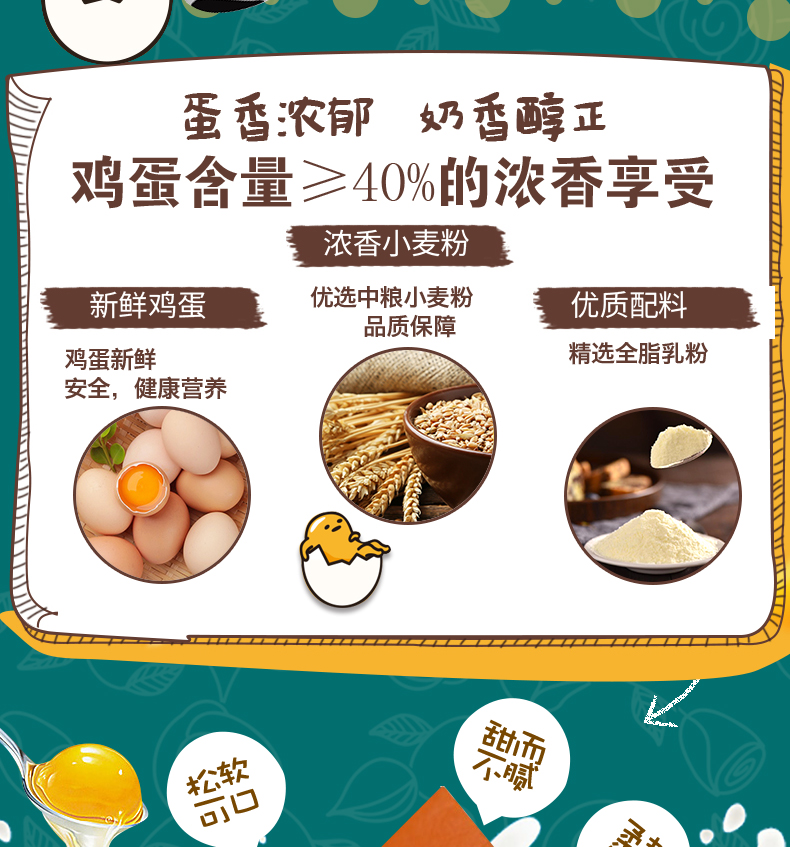 蛋香浓郁 奶香醇正
鸡蛋含量≥40%的浓香享受
浓香小麦粉
优选中粮小麦粉
品质保障
新鲜鸡蛋
鸡蛋新鲜
安全，健康营养
优质配料
精选全脂乳粉
松软
可口
甜而
不腻